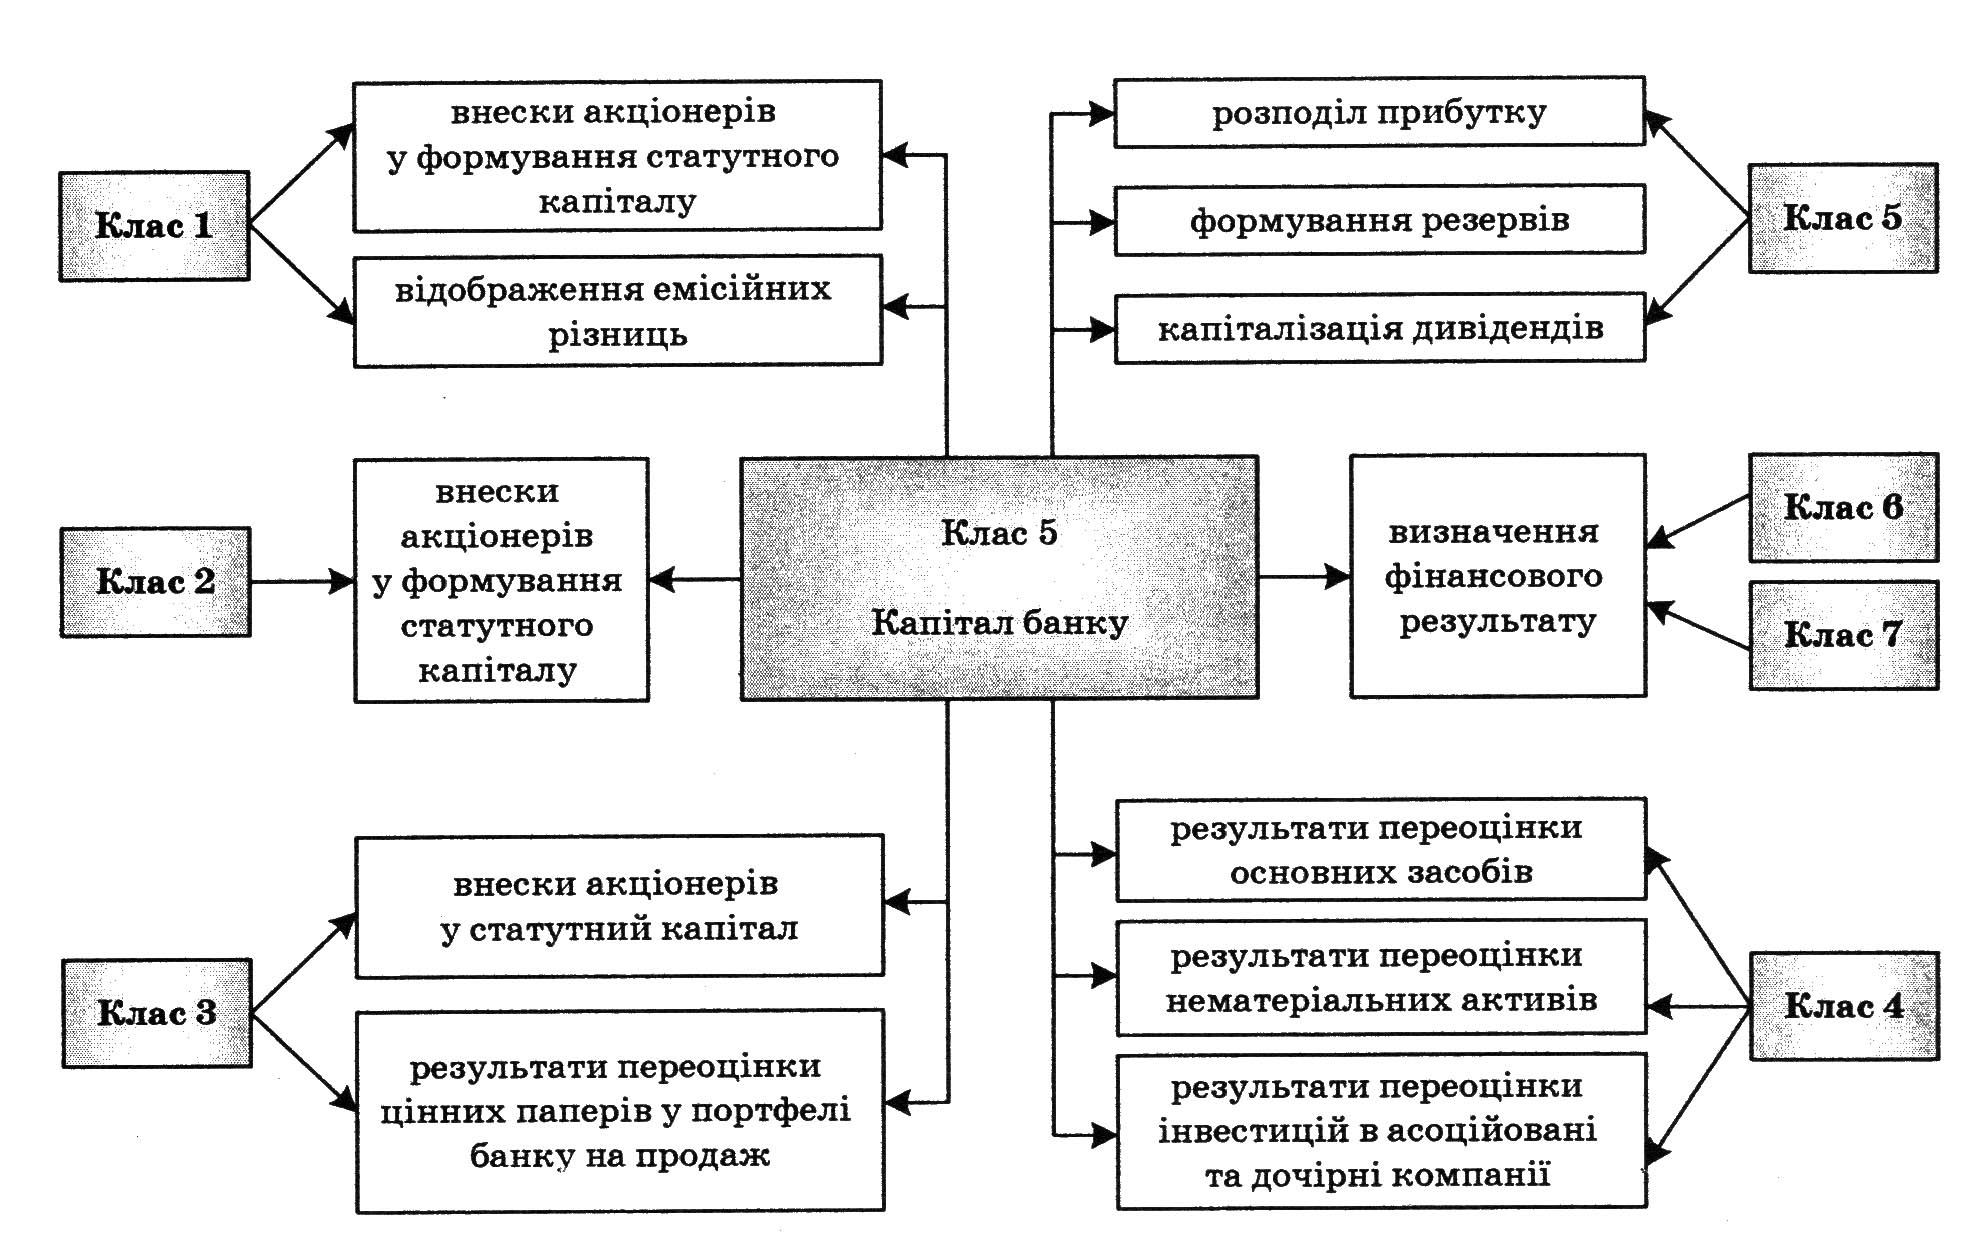 Клас 1
внески акціонерів
у формування статутного
капіталу
відображення емісійних
різниць
розподіл прибутку
формування резервів
капіталізація дивідендів
Клас 5
Клас 2
внески
акціонерів
у формування
статутного
капіталу
Клас 5
Капітал банку
визначення
фінансового
результату
Клас 6
Клас 7
Клас 3
внески акціонерів
у статутний капітал
результати переоцінки
цінних паперів у портфелі
банку на продаж
результати переоцінки
основних засобів
результати переоцінки
нематеріальних активів
результати переоцінки
інвестицій в асоційовані
та дочірні компанії
Клас 4